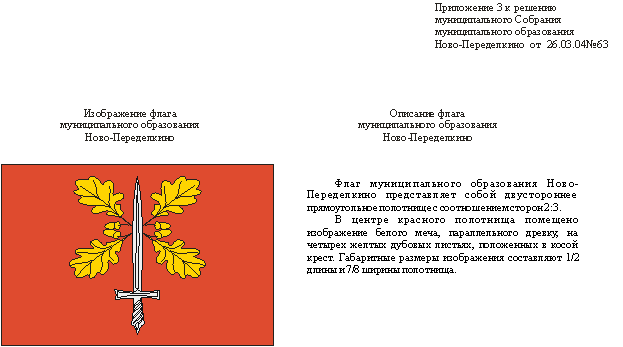 Приложение 3 к решению
муниципального Собрания
муниципального образования
Ново-Переделкино от 26.03.04№63
Изображение флага
муниципального образования
Ново-Переделкино
Описание флага
муниципального образования
Ново-Переделкино
Флаг муниципального образования Ново-
Переделкино представляет собой двустороннее
прямоугольное полотнище с соотношением сторон 2:3.
В центре красного полотнища помещено
изображение белого меча, параллельного древку, на
четырех желтых дубовых листьях, положенных в косой
крест. Габаритные размеры изображения составляют 1/2
длины и 7/8 ширины полотнища.